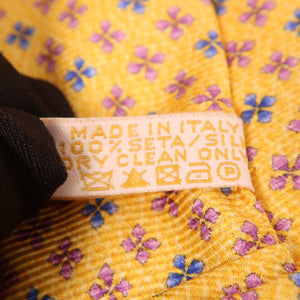 MADE IN ITALY
100% SETA/SILK
DRY CLEAN ONLY
P